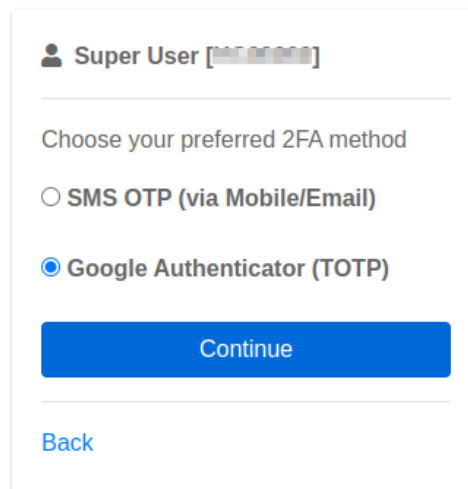 Super User []
Choose your preferred 2FA method
SMS OTP (via Mobile/Email)
Google Authenticator (TOTP)
Continue
Back